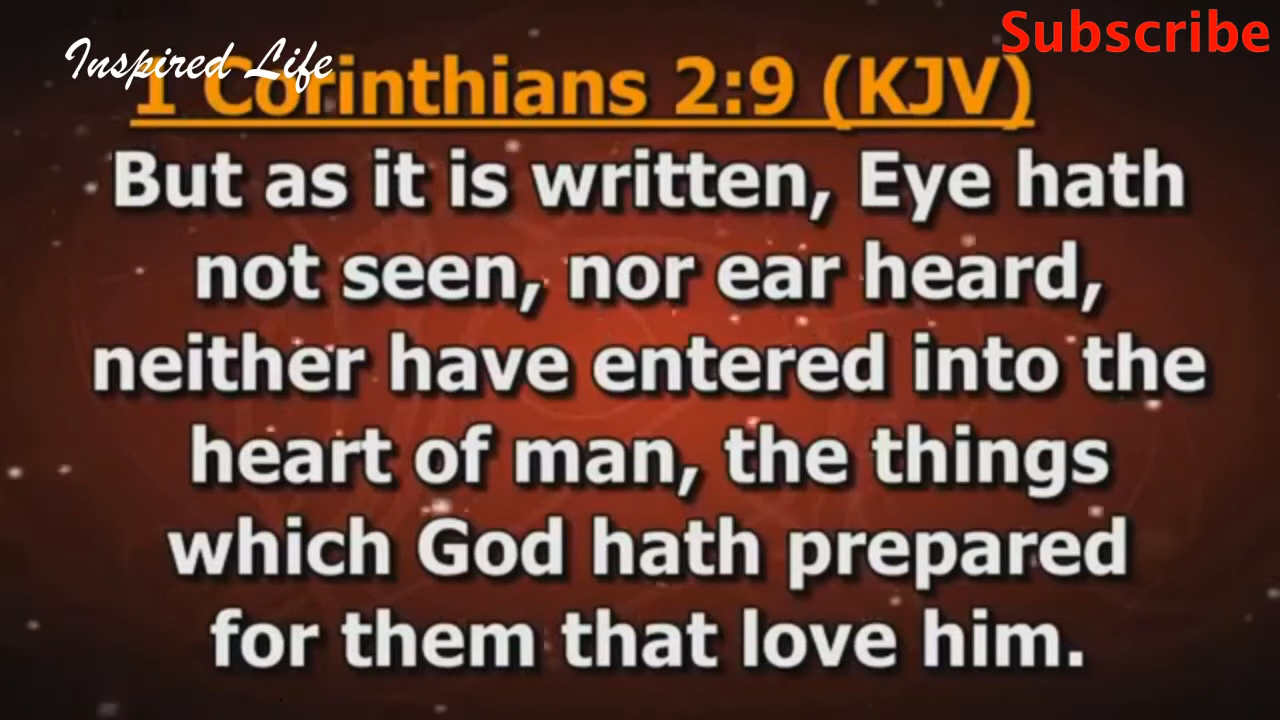 Inspired Life
Subscribe
1 Corinthians 2:9 (KJV)
But as it is written, Eye hath
not seen, nor ear heard,
neither have entered into the
heart of man, the things
which God hath prepared
for them that love him.